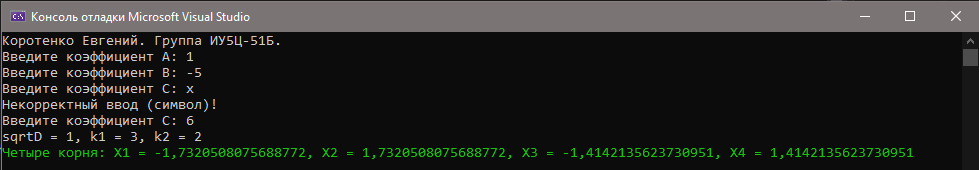 Консоль отладки Microsoft Visual Studio
Коротенко Евгений. Группа ИУ5Ц-51Б.
Введите коэффициент A: 1
Введите коэффициент B: -5
Введите коэффициент C: x
Некорректный ввод (символ)!
Введите коэффициент C: 6
sqrtD = 1, k1 = 3, k2 = 2
Четыре корня: X1 = -1,7320508075688772, X2 = 1,7320508075688772, X3 = -1,4142135623730951, X4 = 1,4142135623730951